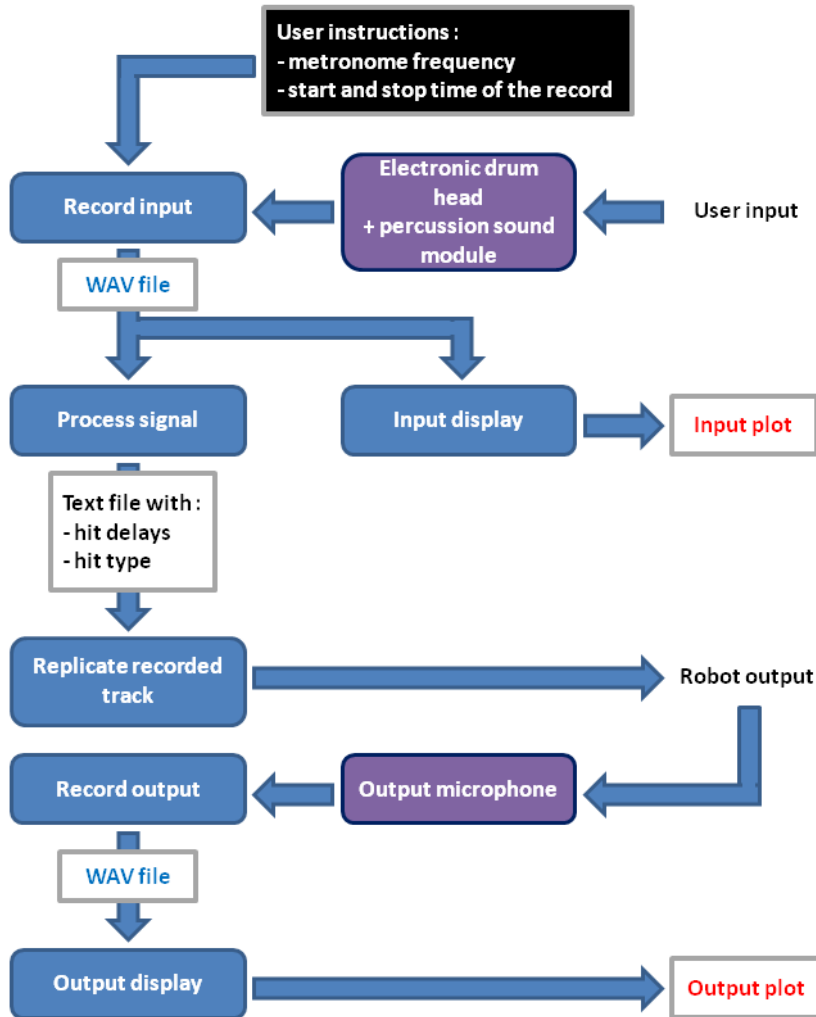 User instructions :
- metronome frequency
- start and stop time of the record
Record input
Electronic drum
head
+ percussion sound
module
User input
WAV file
Process signal
Input display
Input plot
Text file with :
- hit delays
- hit type
Replicate recorded
track
Robot output
Record output
Output microphone
WAV file
Output display
Output plot